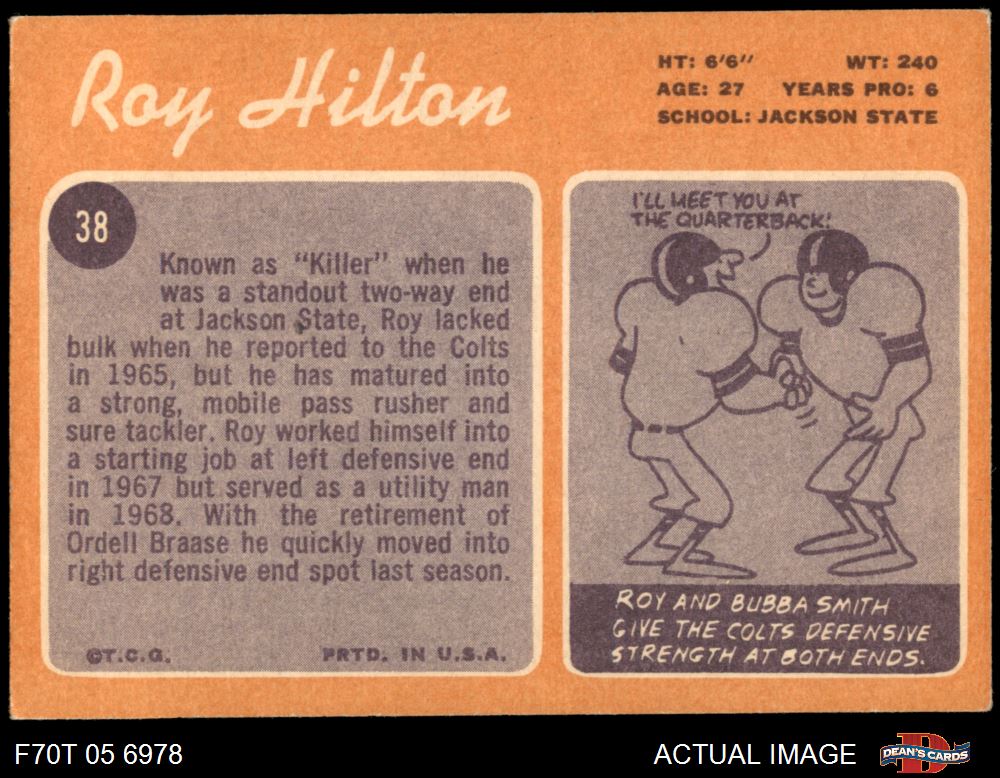 Roy Hilton
HT: 6'6" WT: 240
AGE: 27 YEARS PRO: 6
SCHOOL: JACKSON STATE
38
Known as "Killer" when he
was a standout two-way end
at Jackson State, Roy lacked
bulk when he reported to the Colts
in 1965, but he has matured into
a strong, mobile pass rusher and
sure tackler. Roy worked himself into
a starting job at left defensive end
in 1967 but served as a utility man
in 1968. With the retirement of
Ordell Braase he quickly moved into
right defensive end spot last season.
©T.C.G. PRTD. IN U.S.A.
I'LL MEET YOU AT
THE QUARTERBACK!
ROY AND BUBBA SMITH
GIVE THE COLTS DEFENSIVE
STRENGTH AT BOTH ENDS.
F70T 05 6978
ACTUAL IMAGE
DEAN'S CARDS